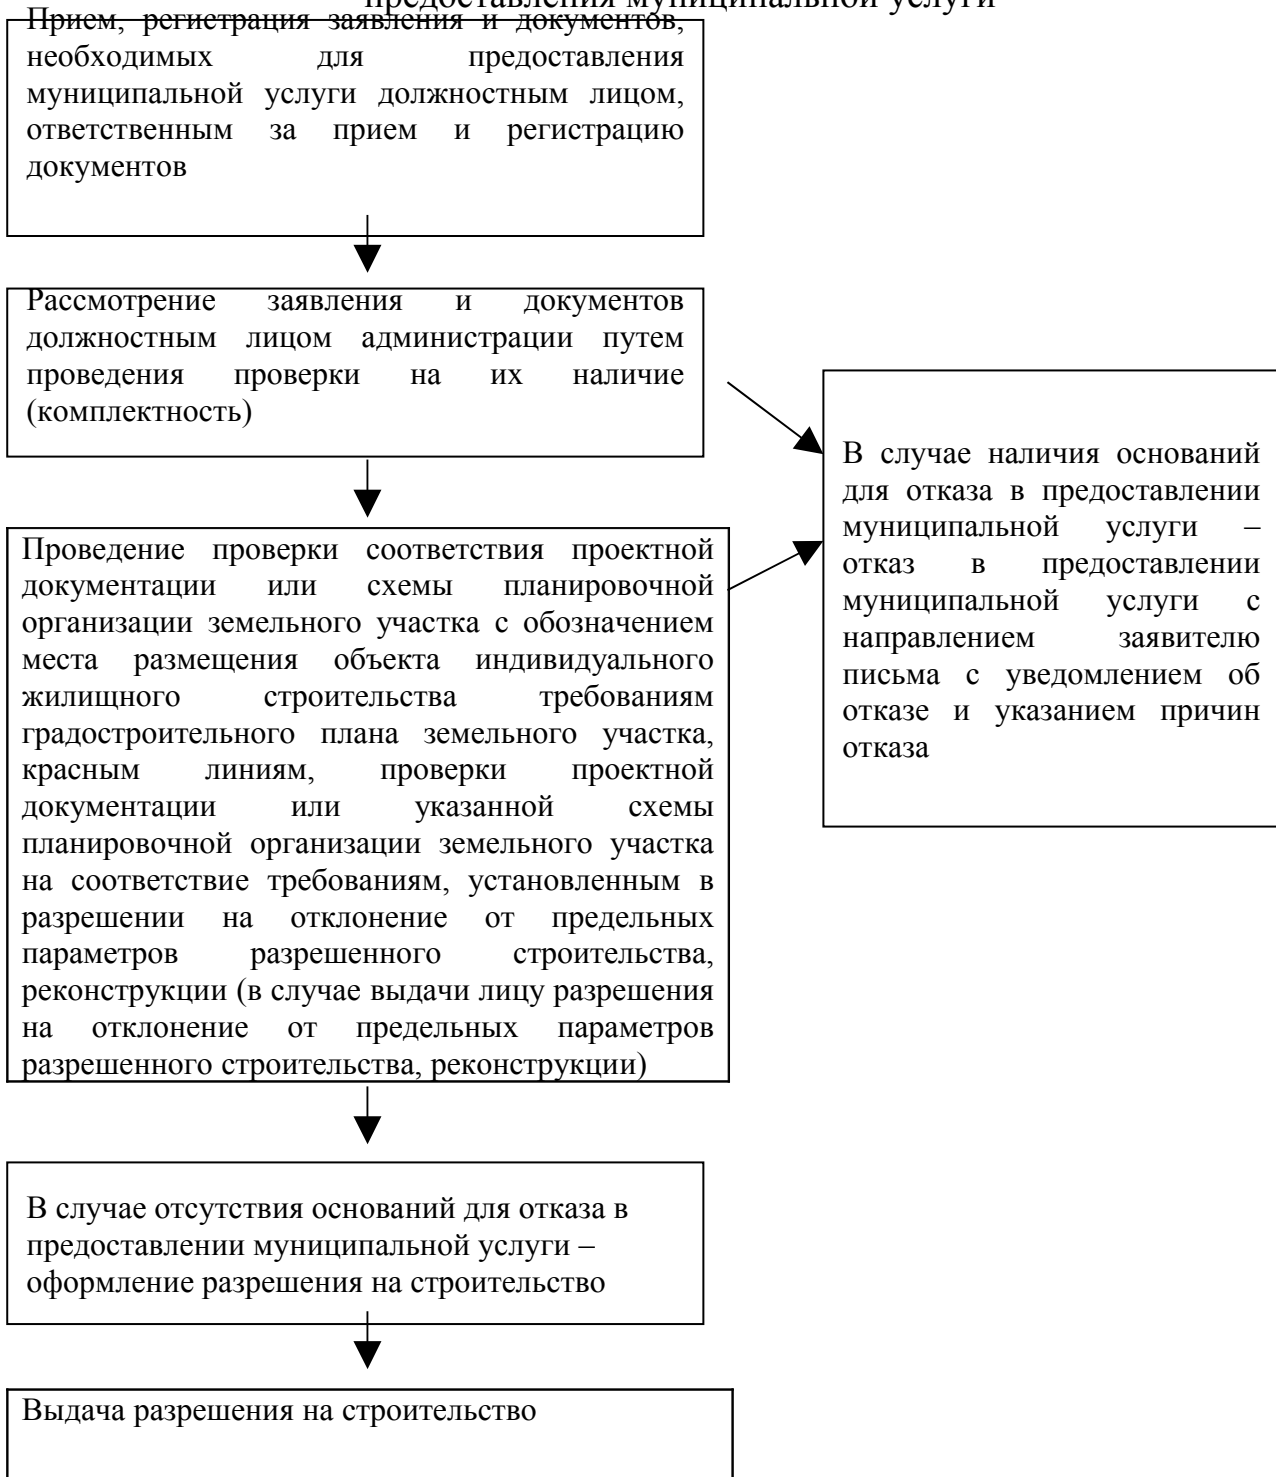 предоставления муниципальной услуги
Прием, регистрация заявления и документов,
необходимых для предоставления
муниципальной услуги должностным лицом,
ответственным за прием и регистрацию
документов
Рассмотрение заявления и документов
должностным лицом администрации путем
проведения проверки на их наличие
(комплектность)
В случае наличия оснований
для отказа в предоставлении
муниципальной услуги –
отказ в предоставлении
муниципальной услуги с
направлением заявителю
письма с уведомлением об
отказе и указанием причин
отказа
Проведение проверки соответствия проектной
документации или схемы планировочной
организации земельного участка с обозначением
места размещения объекта индивидуального
жилищного строительства требованиям
градостроительного плана земельного участка,
красным линиям, проверки проектной
документации или указанной схемы
планировочной организации земельного участка
на соответствие требованиям, установленным в
разрешении на отклонение от предельных
параметров разрешенного строительства,
реконструкции (в случае выдачи лицу разрешения
на отклонение от предельных параметров
разрешенного строительства, реконструкции)
В случае отсутствия оснований для отказа в
предоставлении муниципальной услуги –
оформление разрешения на строительство
Выдача разрешения на строительство